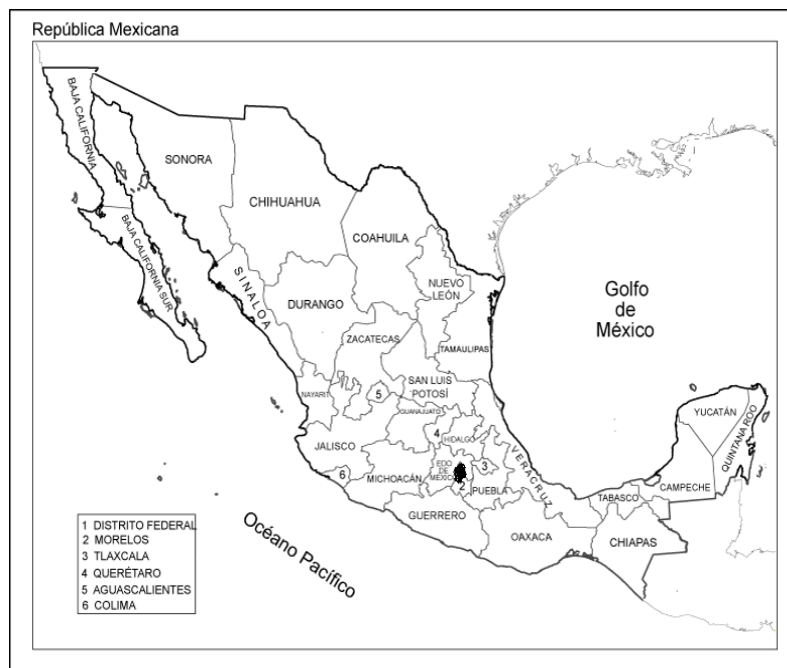 República Mexicana
BAJA CALIFORNIA
SONORA
CHIHUAHUA
COAHUILA
BAJA CALIFORNIA SUR
SINALOA
NUEVO
LEÓN
DURANGO
Golfo
de
México
ZACATECAS
TAMAULIPAS
SAN LUIS
POTOSÍ
NAYARIT
5
GUANAJUATO
YUCATÁN
QUINTANA ROO
4
HIDALGO
JALISCO
VERACRUZ
EDO
DE
MÉXICO
3
6
MICHOACÁN
2
PUEBLA
CAMPECHE
TABASCO
GUERRERO
OAXACA
CHIAPAS
Océano Pacífico
1 DISTRITO FEDERAL
2 MORELOS
3 TLAXCALA
4 QUERÉTARO
5 AGUASCALIENTES
6 COLIMA